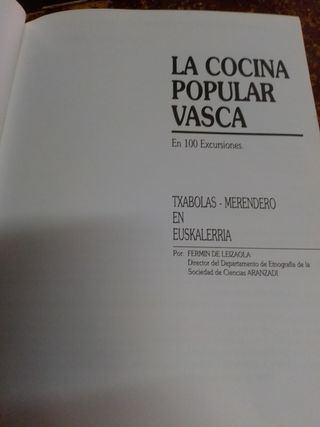 LA COCINA
POPULAR
VASCA
En 100 Excursiones.
TXABOLAS - MERENDERO
EN
EUSKALERRIA
Por: FERMIN DE LEIZAOLA
Director del Departamento de Etnografía de la
Sociedad de Ciencias ARANZADI